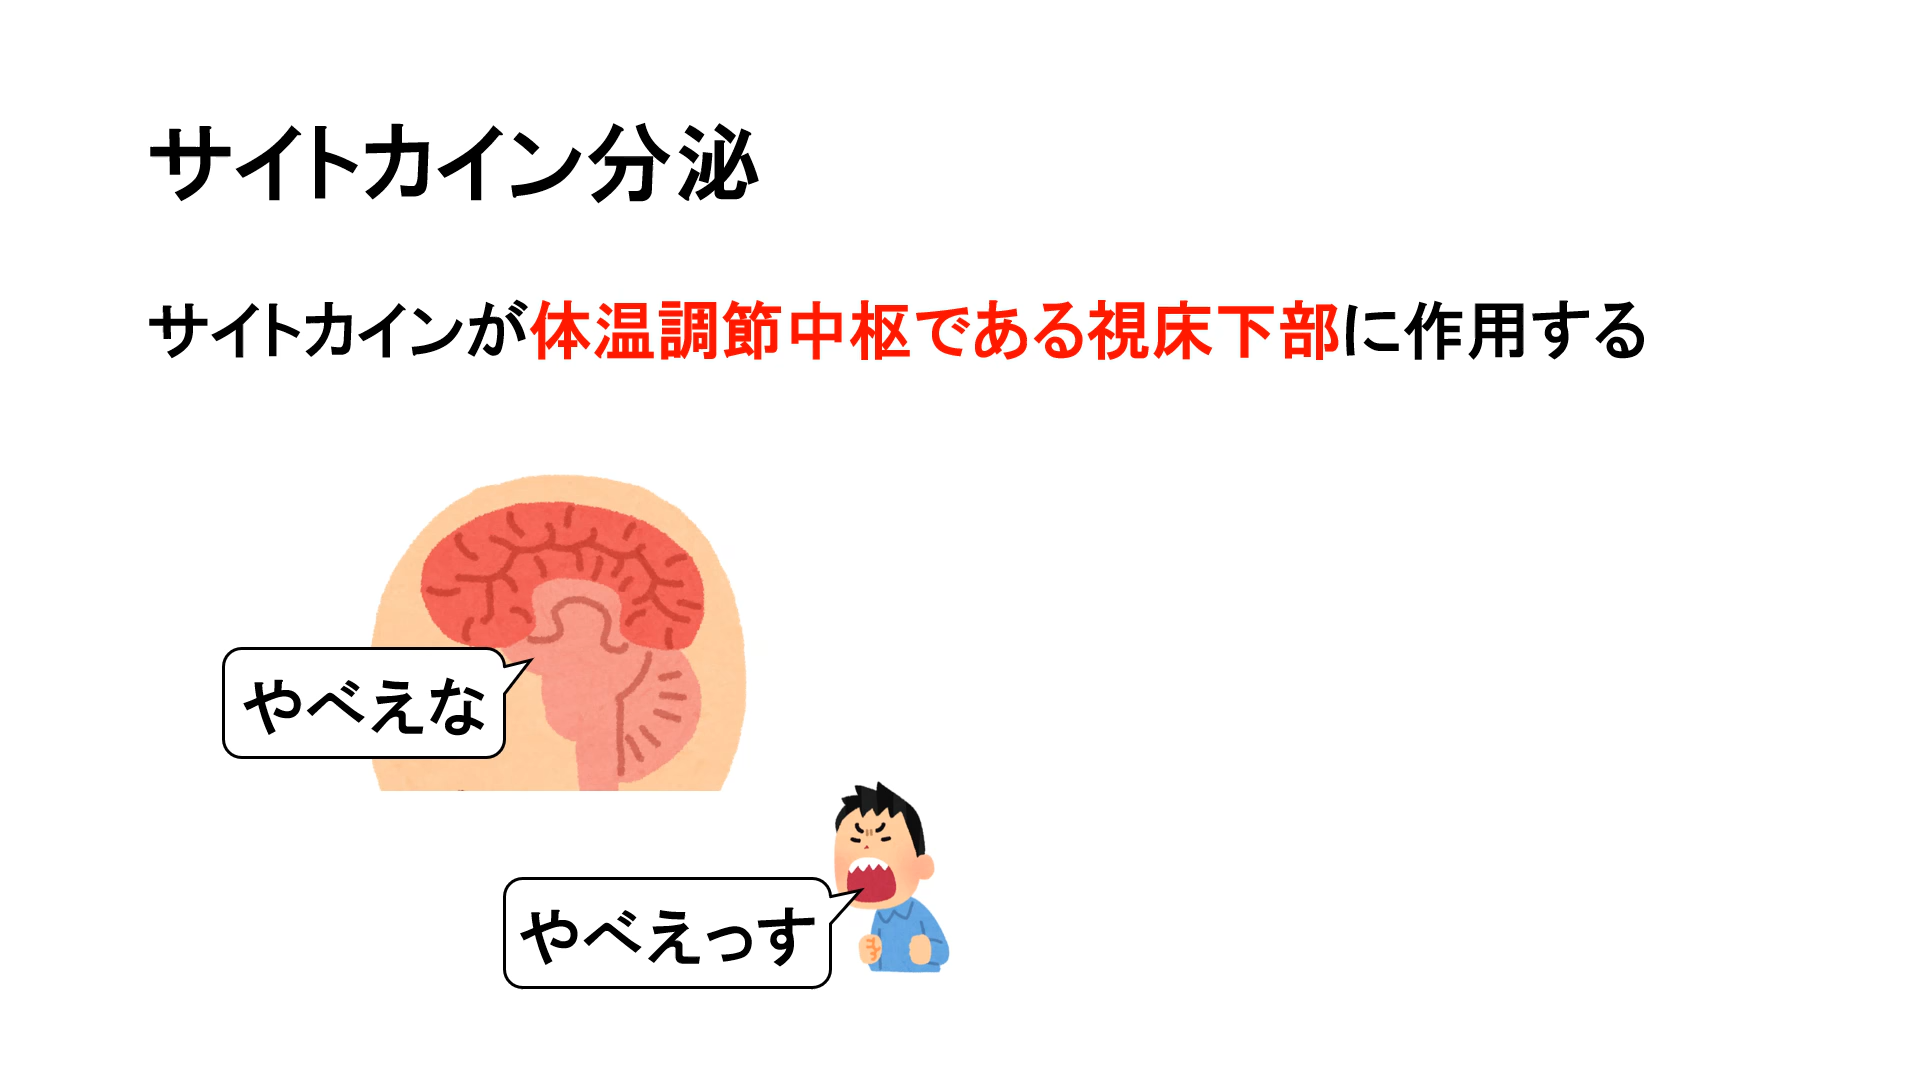 サイトカイン分泌
サイトカインが体温調節中枢である視床下部に作用する
やべえな
やべえっす